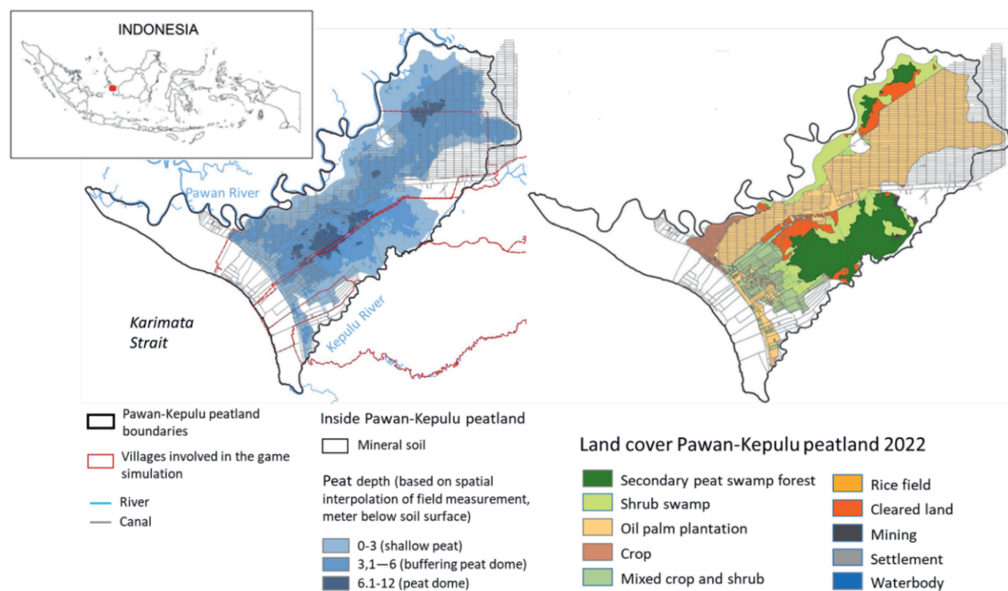 INDONESIA
Pawan River
Karimata
Strait
Kepulu River
Pawan-Kepulu peatland
boundaries
Villages involved in the game
simulation
River
Canal
Inside Pawan-Kepulu peatland
Mineral soil
Peat depth (based on spatial
interpolation of field measurement,
meter below soil surface)
0-3 (shallow peat)
3,1—6 (buffering peat dome)
6.1-12 (peat dome)
Land cover Pawan-Kepulu peatland 2022
Secondary peat swamp forest
Shrub swamp
Oil palm plantation
Crop
Mixed crop and shrub
Rice field
Cleared land
Mining
Settlement
Waterbody